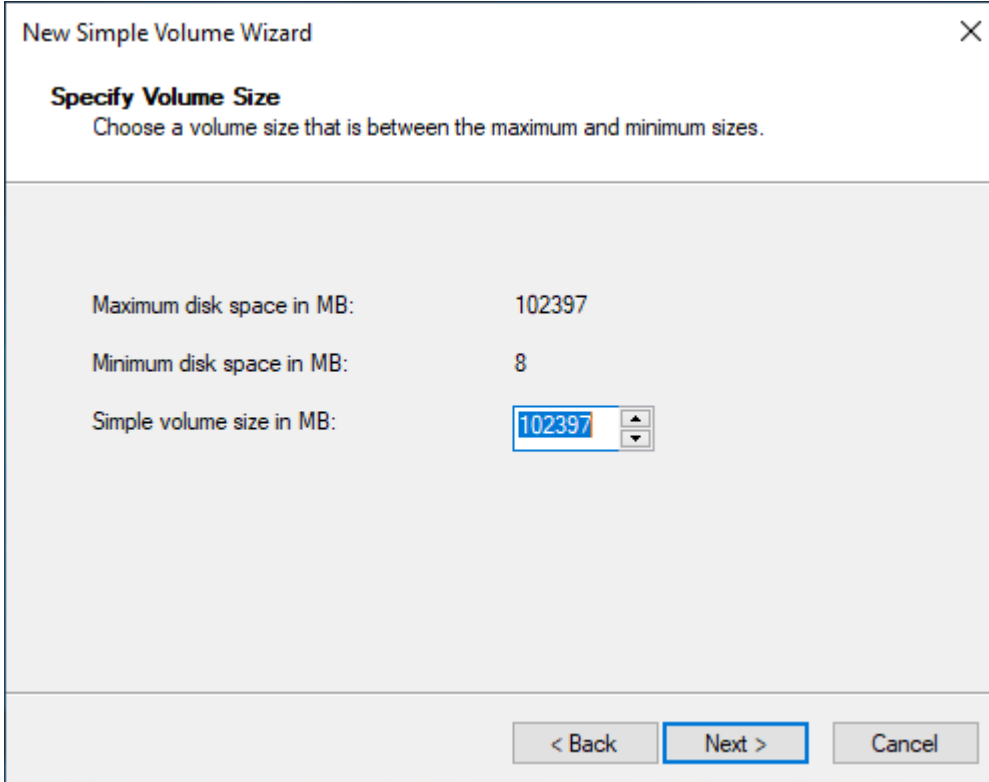 New Simple Volume Wizard
Specify Volume Size
Choose a volume size that is between the maximum and minimum sizes.
Maximum disk space in MB: 102397
Minimum disk space in MB: 8
Simple volume size in MB: 102397
< Back Next > Cancel